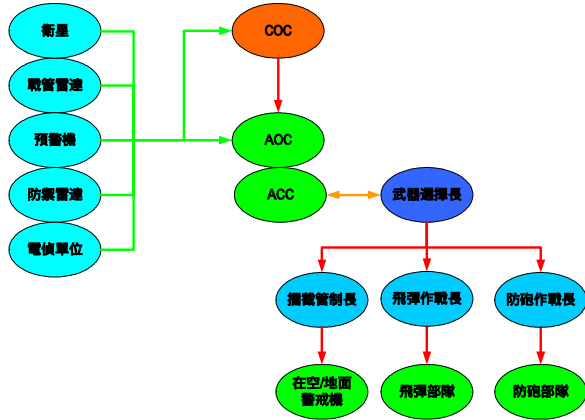 衛星
戰管雷達
預警機
防禦雷達
電偵單位
COC
AOC
ACC
武器選擇長
攔截管制長
飛彈作戰長
防砲作戰長
在空/地面
警戒機
飛彈部隊
防砲部隊